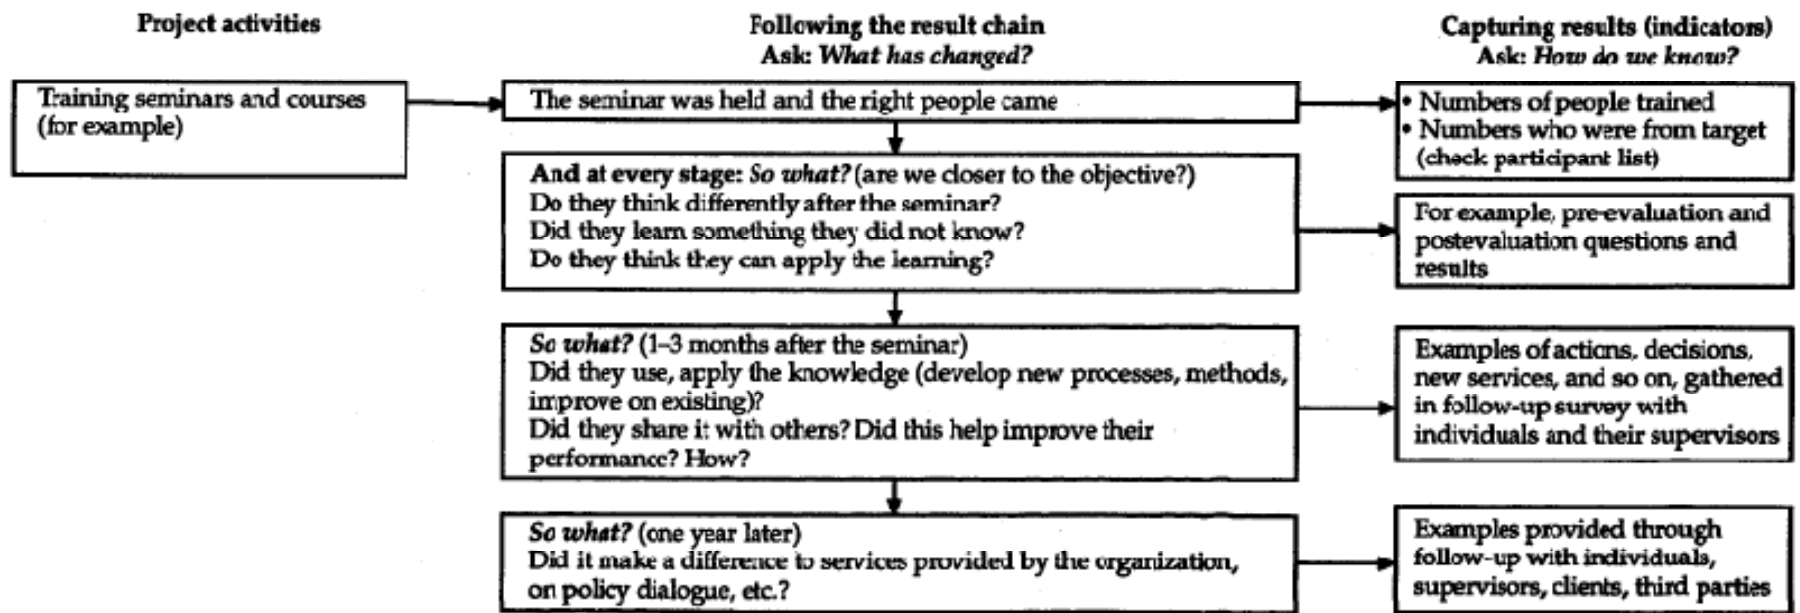 Project activities
Following the result chain
Ask: What has changed?
Capturing results (indicators)
Ask: How do we know?
Training seminars and courses
(for example)
The seminar was held and the right people came
• Numbers of people trained
• Numbers who were from target
(check participant list)
And at every stage: So what? (are we closer to the objective?)
Do they think differently after the seminar?
Did they learn something they did not know?
Do they think they can apply the learning?
For example, pre-evaluation and
postevaluation questions and
results
So what? (1–3 months after the seminar)
Did they use, apply the knowledge (develop new processes, methods,
improve on existing)?
Did they share it with others? Did this help improve their
performance? How?
Examples of actions, decisions,
new services, and so on, gathered
in follow-up survey with
individuals and their supervisors
So what? (one year later)
Did it make a difference to services provided by the organization,
on policy dialogue, etc.?
Examples provided through
follow-up with individuals,
supervisors, clients, third parties